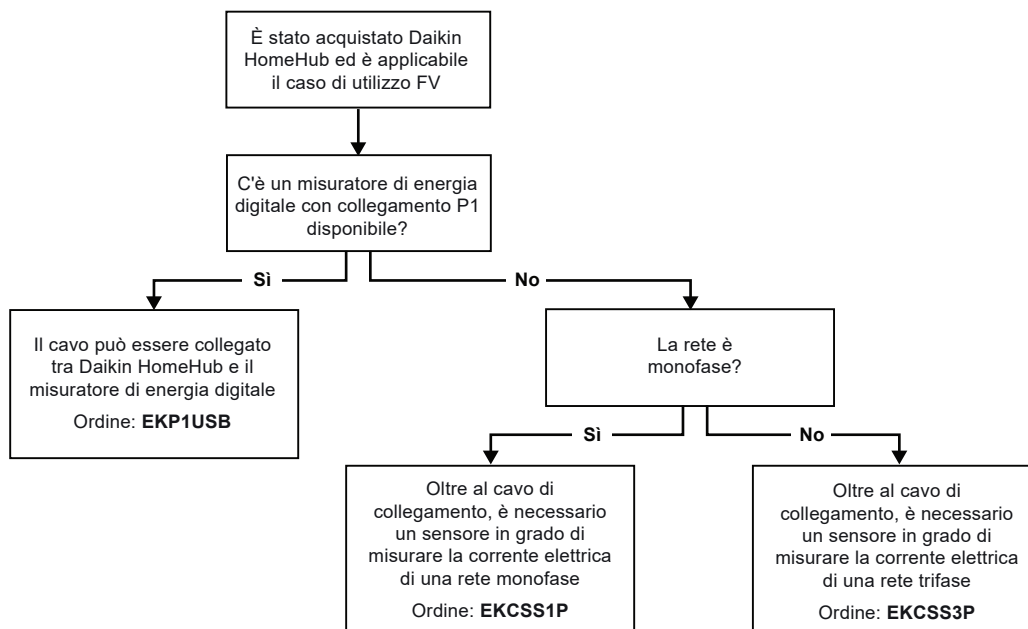 È stato acquistato Daikin
HomeHub ed è applicabile
il caso di utilizzo FV
C'è un misuratore di energia
digitale con collegamento P1
disponibile?
Sì
No
Il cavo può essere collegato
tra Daikin HomeHub e il
misuratore di energia digitale
Ordine: EKP1USB
La rete è
monofase?
Sì
No
Oltre al cavo di
collegamento, è necessario
un sensore in grado di
misurare la corrente elettrica
di una rete monofase
Ordine: EKCSS1P
Oltre al cavo di
collegamento, è necessario
un sensore in grado di
misurare la corrente elettrica
di una rete trifase
Ordine: EKCSS3P